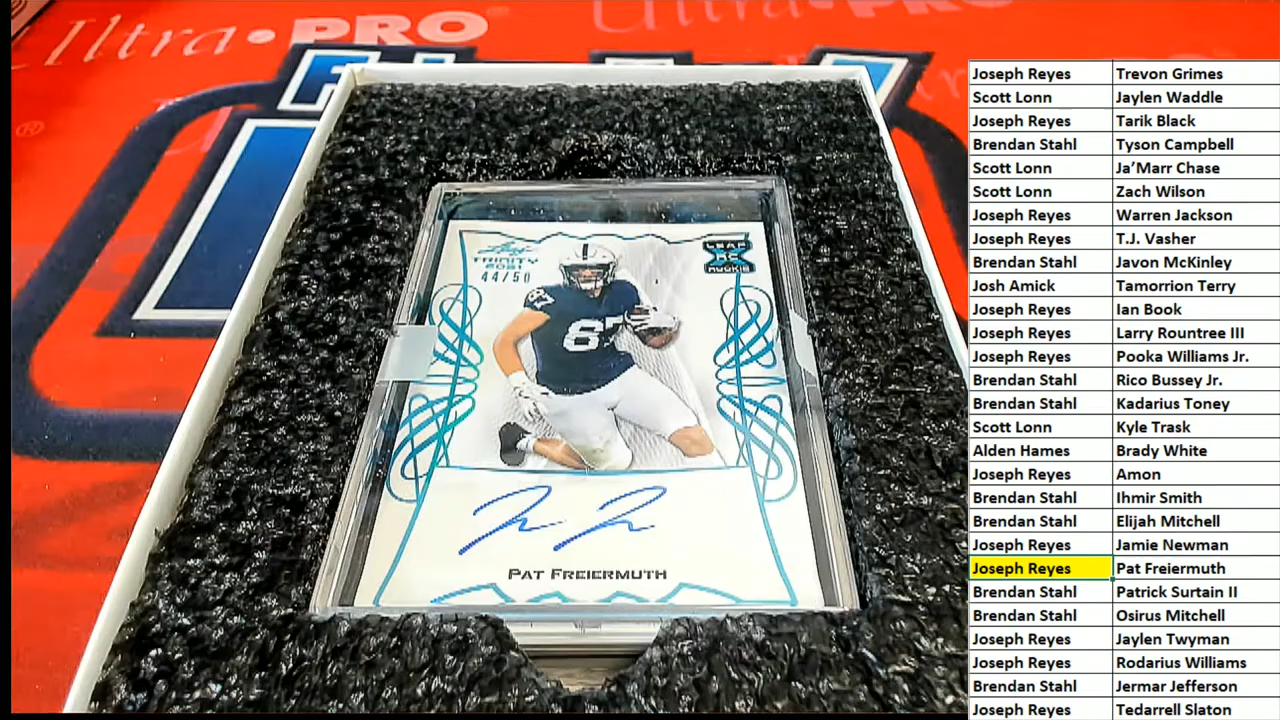 Ultra•PRO
Ultra•PRO
®
Leaf
TRINITY
2021
44/50
LEAF
RC
ROOKIE
87
PAT FREIERMUTH
Joseph Reyes Trevon Grimes
Scott Lonn Jaylen Waddle
Joseph Reyes Tarik Black
Brendan Stahl Tyson Campbell
Scott Lonn Ja’Marr Chase
Scott Lonn Zach Wilson
Joseph Reyes Warren Jackson
Joseph Reyes T.J. Vasher
Brendan Stahl Javon McKinley
Josh Amick Tamorrion Terry
Joseph Reyes Ian Book
Joseph Reyes Larry Rountree III
Joseph Reyes Pooka Williams Jr.
Brendan Stahl Rico Bussey Jr.
Brendan Stahl Kadarius Toney
Scott Lonn Kyle Trask
Alden Hames Brady White
Joseph Reyes Amon
Brendan Stahl Ihmir Smith
Brendan Stahl Elijah Mitchell
Joseph Reyes Jamie Newman
Joseph Reyes Pat Freiermuth
Brendan Stahl Patrick Surtain II
Brendan Stahl Osirus Mitchell
Joseph Reyes Jaylen Twyman
Joseph Reyes Rodarius Williams
Brendan Stahl Jermar Jefferson
Joseph Reyes Tedarrell Slaton